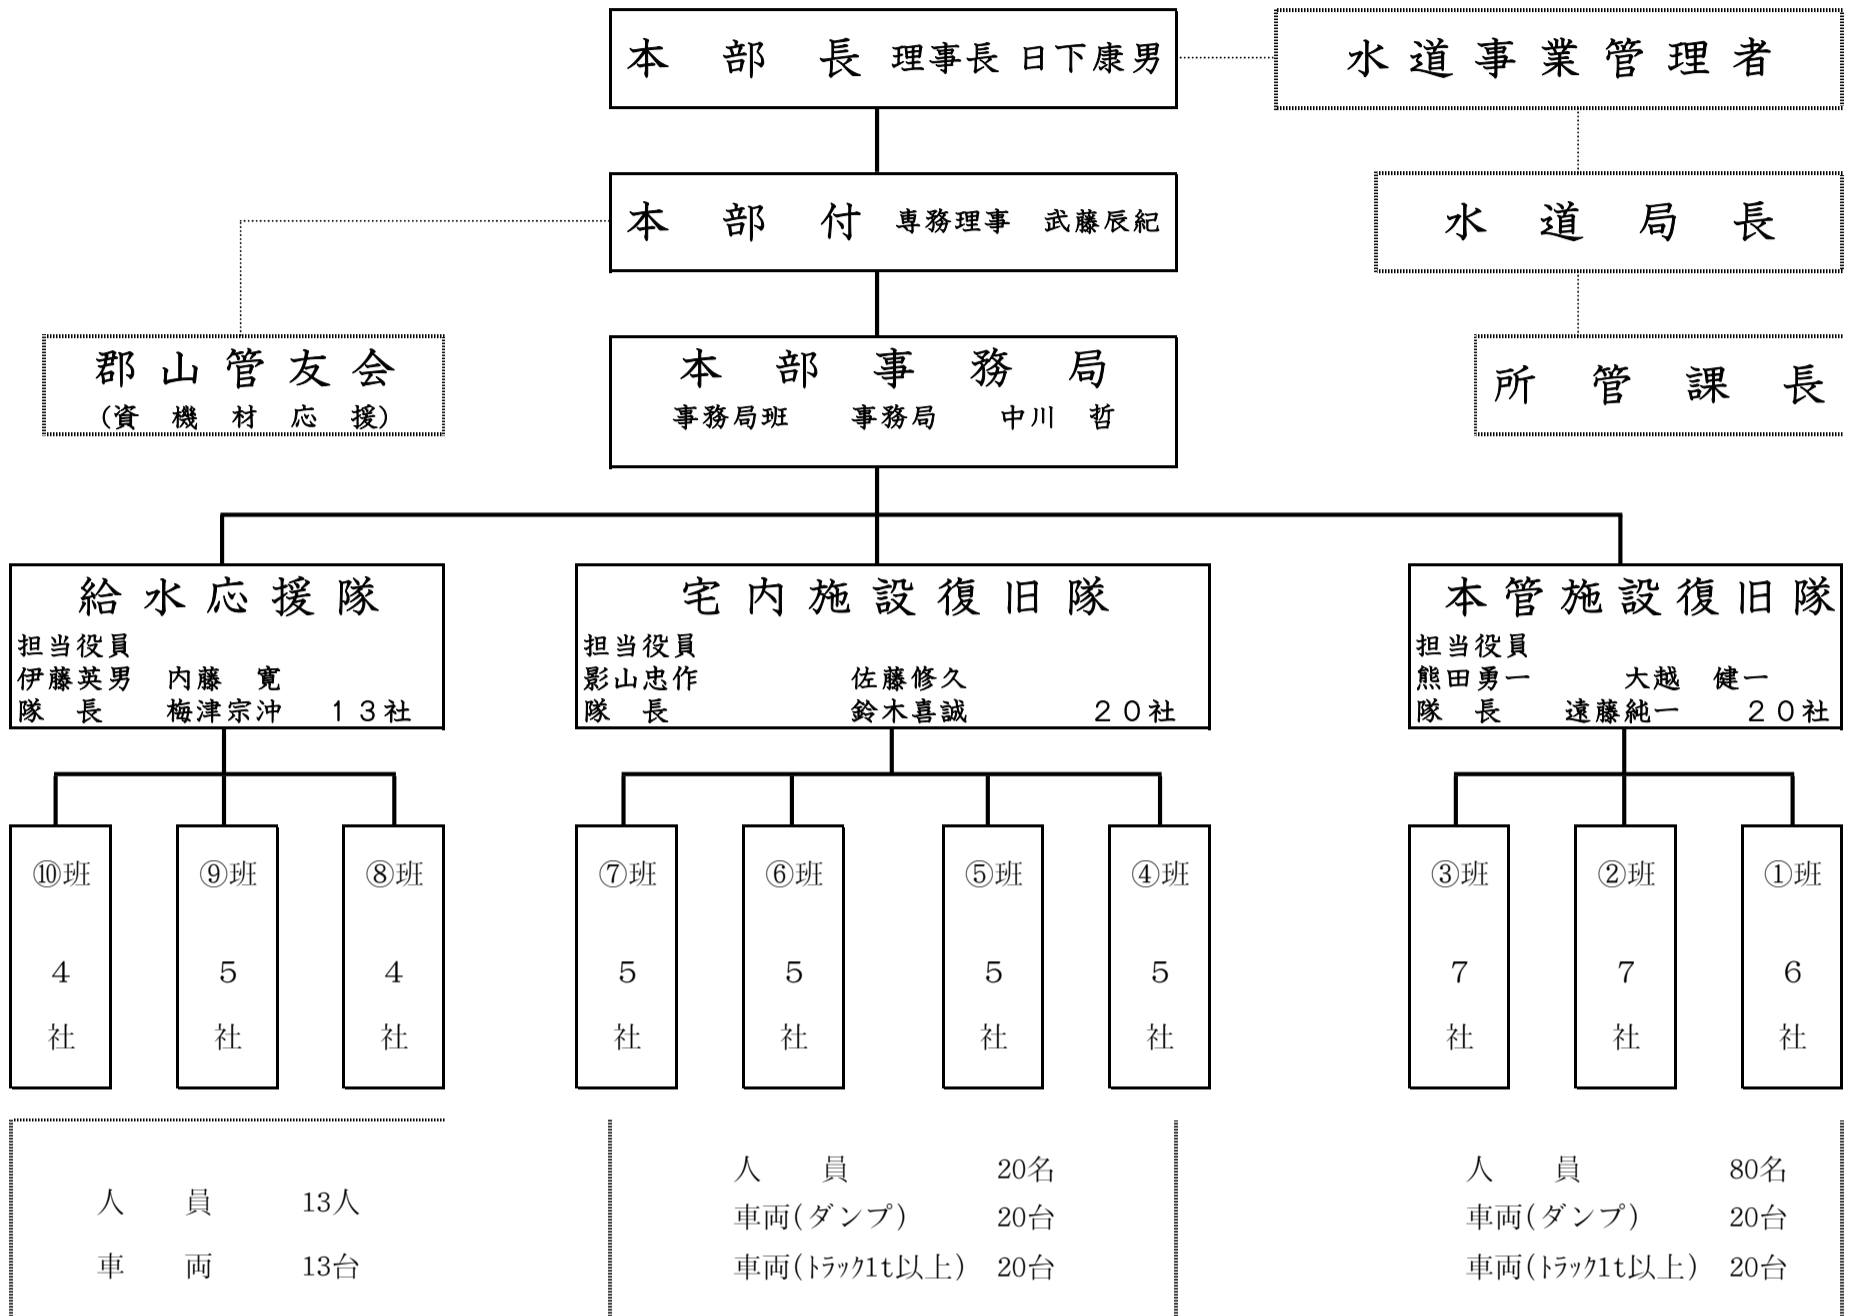 本　部　長 理事長 日下康男
水道事業管理者
本　部　付 専務理事 武藤辰紀
水　道　局　長
郡山管友会
(資 機 材 応 援)
本　部　事　務　局
事務局班　事務局　中川　哲
所　管　課　長
給水応援隊
担当役員
伊藤英男　内藤　寛
隊　長　梅津宗沖　１３社
宅内施設復旧隊
担当役員
影山忠作　佐藤修久
隊　長　鈴木喜誠　２０社
本管施設復旧隊
担当役員
熊田勇一　大越　健一
隊　長　遠藤純一　２０社
⑩班
4
社
⑨班
5
社
⑧班
4
社
⑦班
5
社
⑥班
5
社
⑤班
5
社
④班
5
社
③班
7
社
②班
7
社
①班
6
社
人　員　13人
車　両　13台
人　員　20名
車両(ダンプ)　20台
車両(ﾄﾗｯｸ1t以上)　20台
人　員　80名
車両(ダンプ)　20台
車両(ﾄﾗｯｸ1t以上)　20台